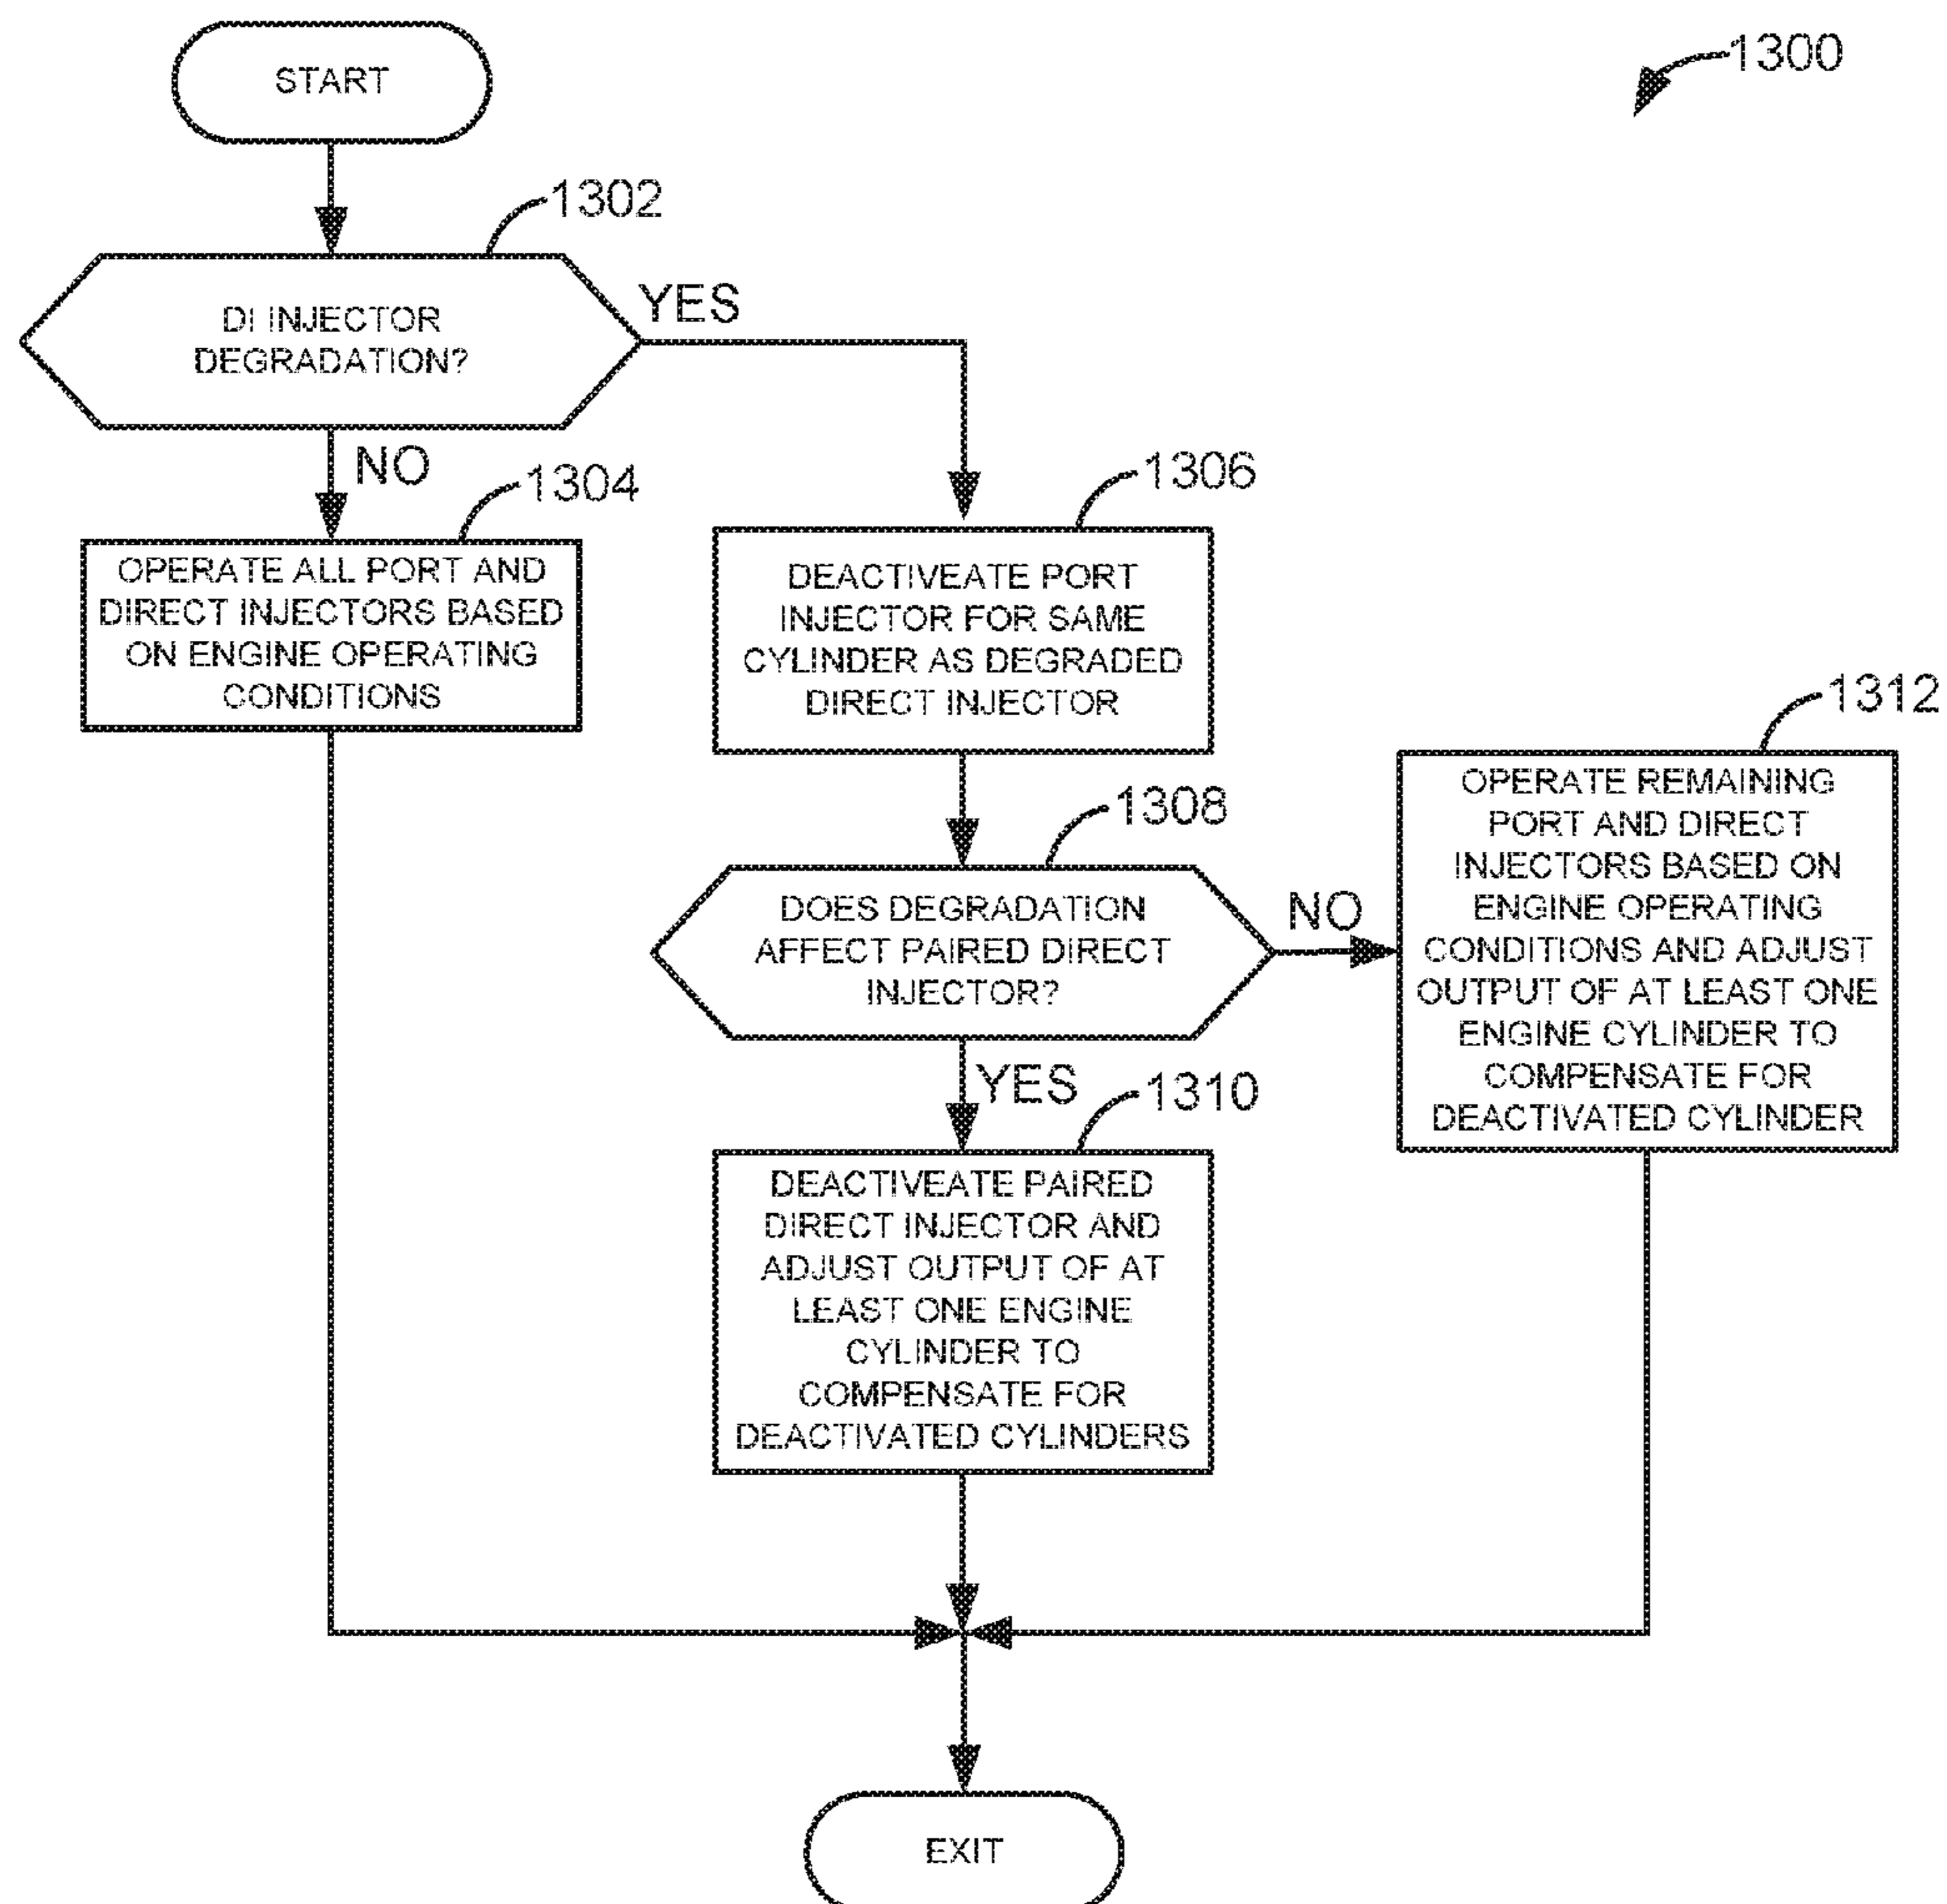 START
1300
1302
DI INJECTOR
DEGRADATION?
YES
NO
1304
OPERATE ALL PORT AND
DIRECT INJECTORS BASED
ON ENGINE OPERATING
CONDITIONS
1306
DEACTIVEATE PORT
INJECTOR FOR SAME
CYLINDER AS DEGRADED
DIRECT INJECTOR
1308
DOES DEGRADATION
AFFECT PAIRED DIRECT
INJECTOR?
NO
1312
OPERATE REMAINING
PORT AND DIRECT
INJECTORS BASED ON
ENGINE OPERATING
CONDITIONS AND ADJUST
OUTPUT OF AT LEAST ONE
ENGINE CYLINDER TO
COMPENSATE FOR
DEACTIVATED CYLINDER
YES
1310
DEACTIVEATE PAIRED
DIRECT INJECTOR AND
ADJUST OUTPUT OF AT
LEAST ONE ENGINE
CYLINDER TO
COMPENSATE FOR
DEACTIVATED CYLINDERS
EXIT